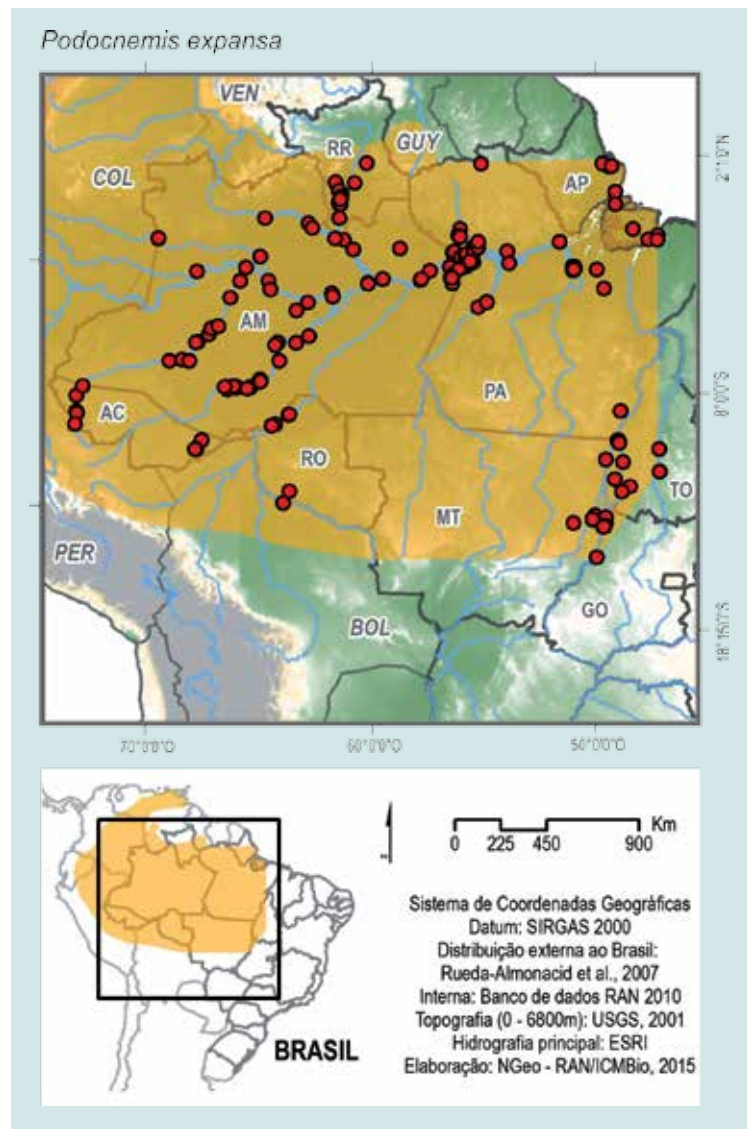 Podocnemis expansa
VEN
GUY
RR
COL
AP
2°1'0"N
AM
PA
8°0'0"S
AC
RO
TO
MT
PER
GO
BOL
18°15'0"S
70°0'0"O
60°0'0"O
50°0'0"O
Km
0 225 450 900
Sistema de Coordenadas Geográficas
Datum: SIRGAS 2000
Distribuição externa ao Brasil:
Rueda-Almonacid et al., 2007
Interna: Banco de dados RAN 2010
Topografia (0 - 6800m): USGS, 2001
Hidrografia principal: ESRI
Elaboração: NGeo - RAN/ICMBio, 2015
BRASIL